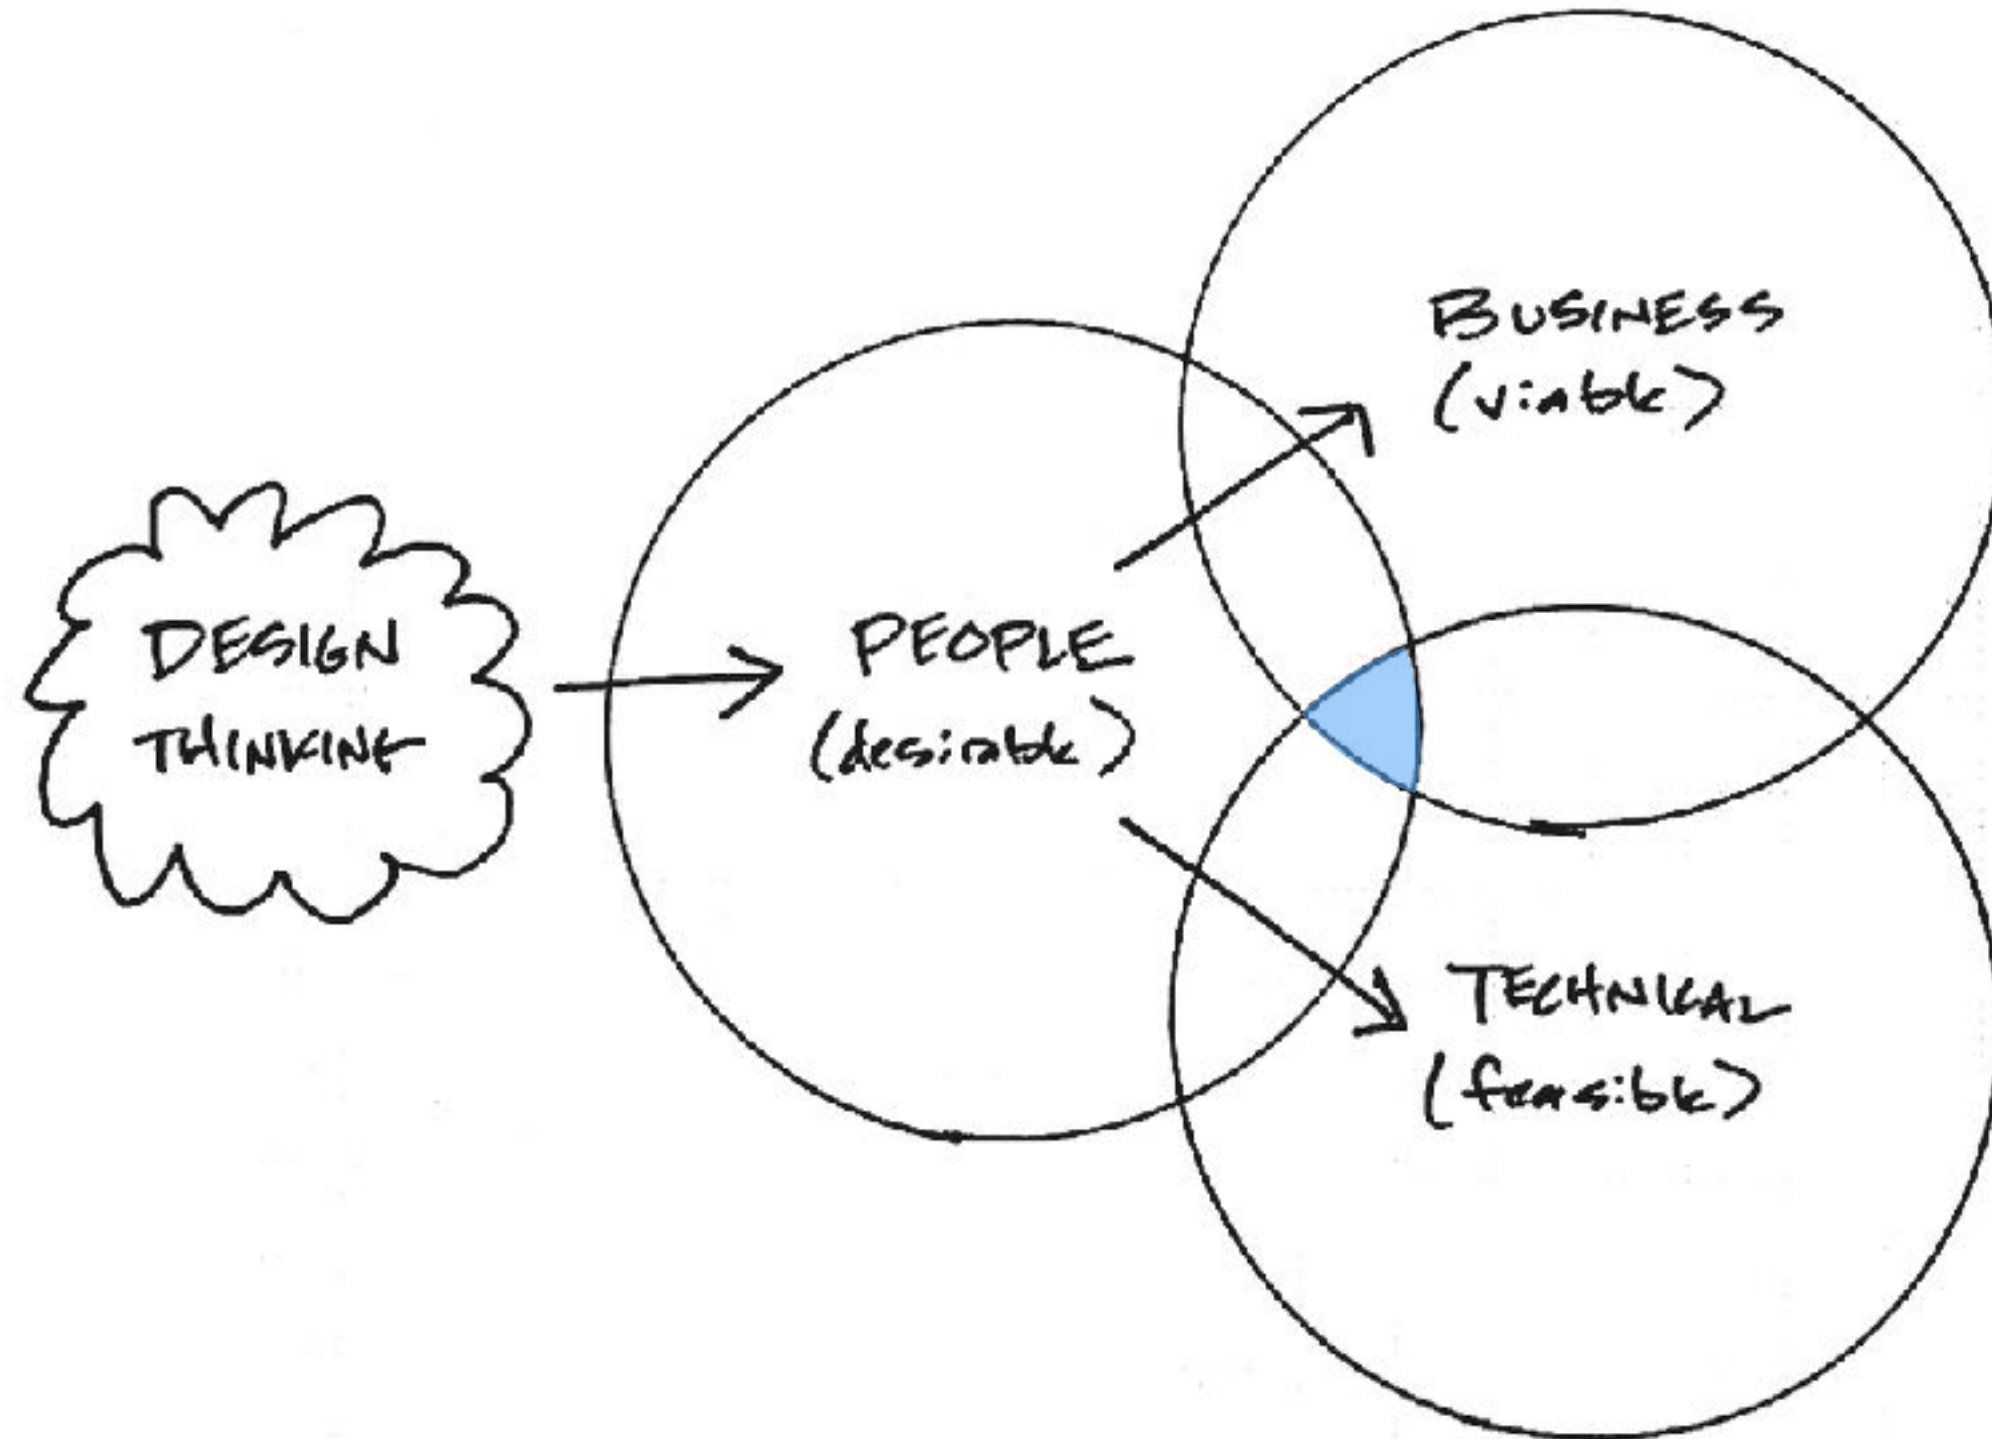 DESIGN
THINKING
PEOPLE
(desirable)
BUSINESS
(viable)
TECHNICAL
(feasible)